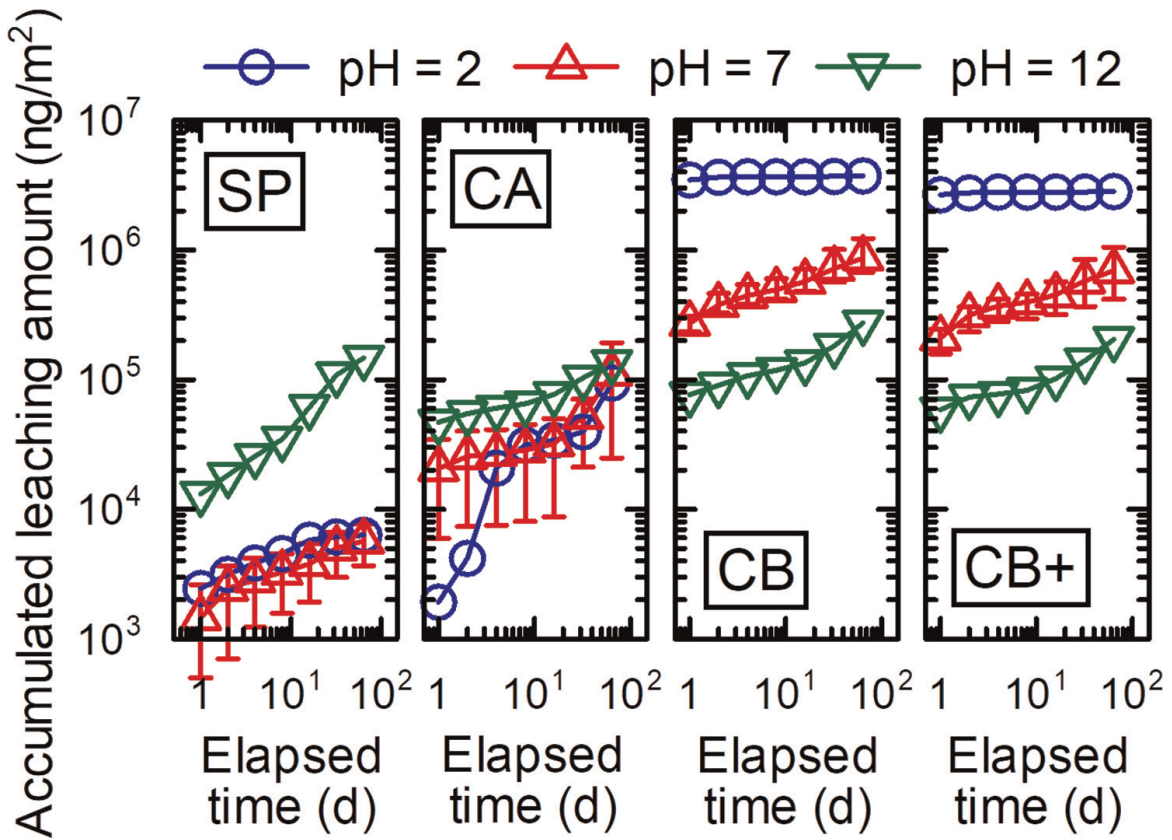 Accumulated leaching amount (ng/m²)
pH = 2 pH = 7 pH = 12
10⁷
10⁶
10⁵
10⁴
10³
SP
CA
CB
CB+
1 10¹ 10²
1 10¹ 10²
1 10¹ 10²
1 10¹ 10²
Elapsed
time (d)
Elapsed
time (d)
Elapsed
time (d)
Elapsed
time (d)